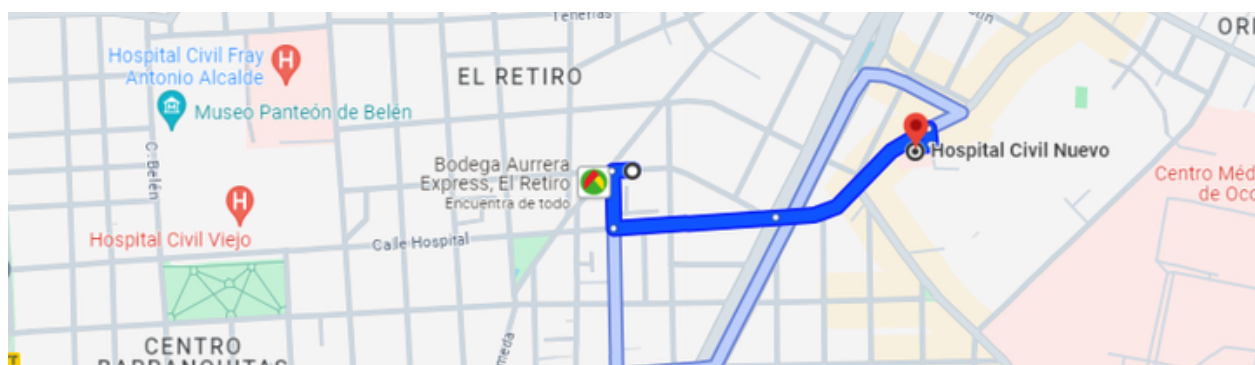 Hospital Civil Fray
Antonio Alcalde
Museo Panteón de Belén
C. Belén
Hospital Civil Viejo
EL RETIRO
Tenerías
Bodega Aurrera
Express, El Retiro
Encuentra de todo
Calle Hospital
Hospital Civil Nuevo
Centro Méd
de Occ
ORI
CENTRO
BARRANQUITAS
H
H